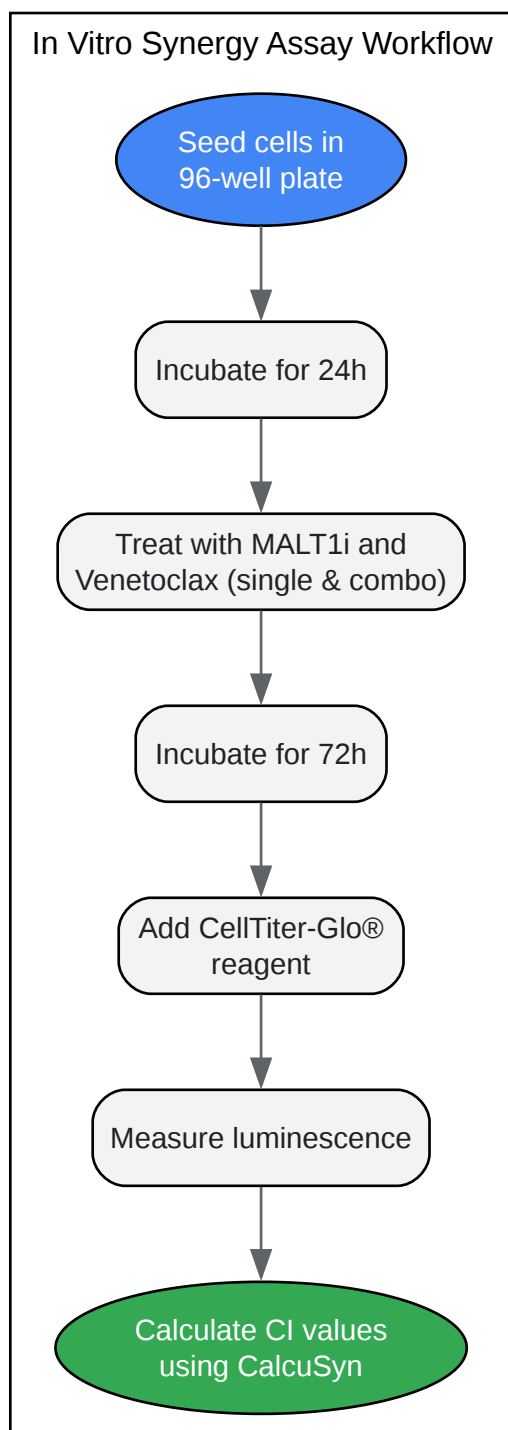 In Vitro Synergy Assay Workflow
Seed cells in
96-well plate
Incubate for 24h
Treat with MALT1i and
Venetoclax (single & combo)
Incubate for 72h
Add CellTiter-Glo®
reagent
Measure luminescence
Calculate CI values
using CalcuSyn